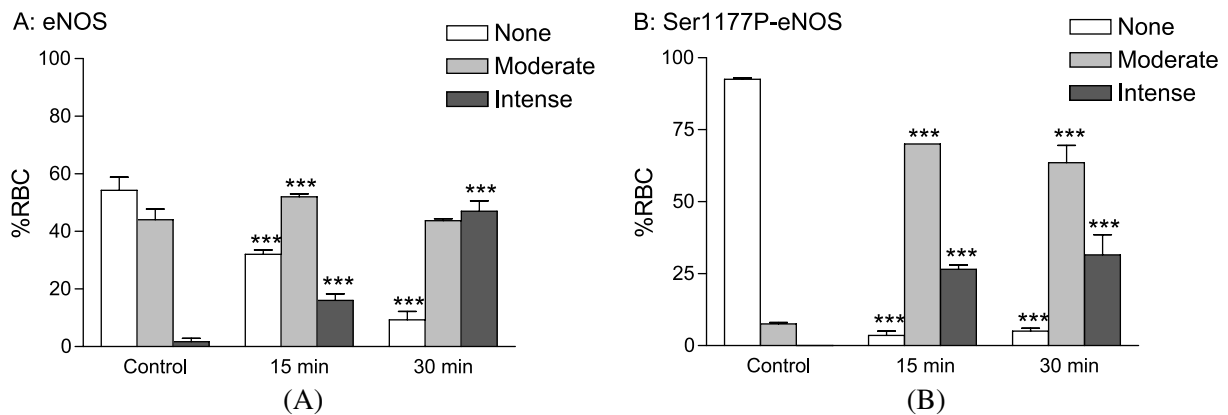 A: eNOS
None
Moderate
Intense
100
80
60
40
20
0
%RBC
***
***
***
***
***
Control
15 min
30 min
(A)
B: Ser1177P-eNOS
None
Moderate
Intense
100
75
50
25
0
%RBC
***
***
***
***
***
***
Control
15 min
30 min
(B)